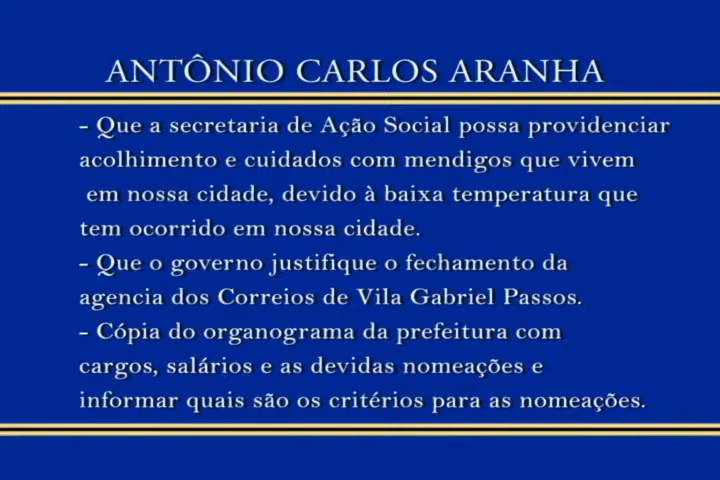 ANTÔNIO CARLOS ARANHA
- Que a secretaria de Ação Social possa providenciar
acolhimento e cuidados com mendigos que vivem
em nossa cidade, devido à baixa temperatura que
tem ocorrido em nossa cidade.
- Que o governo justifique o fechamento da
agencia dos Correios de Vila Gabriel Passos.
- Cópia do organograma da prefeitura com
cargos, salários e as devidas nomeações e
informar quais são os critérios para as nomeações.